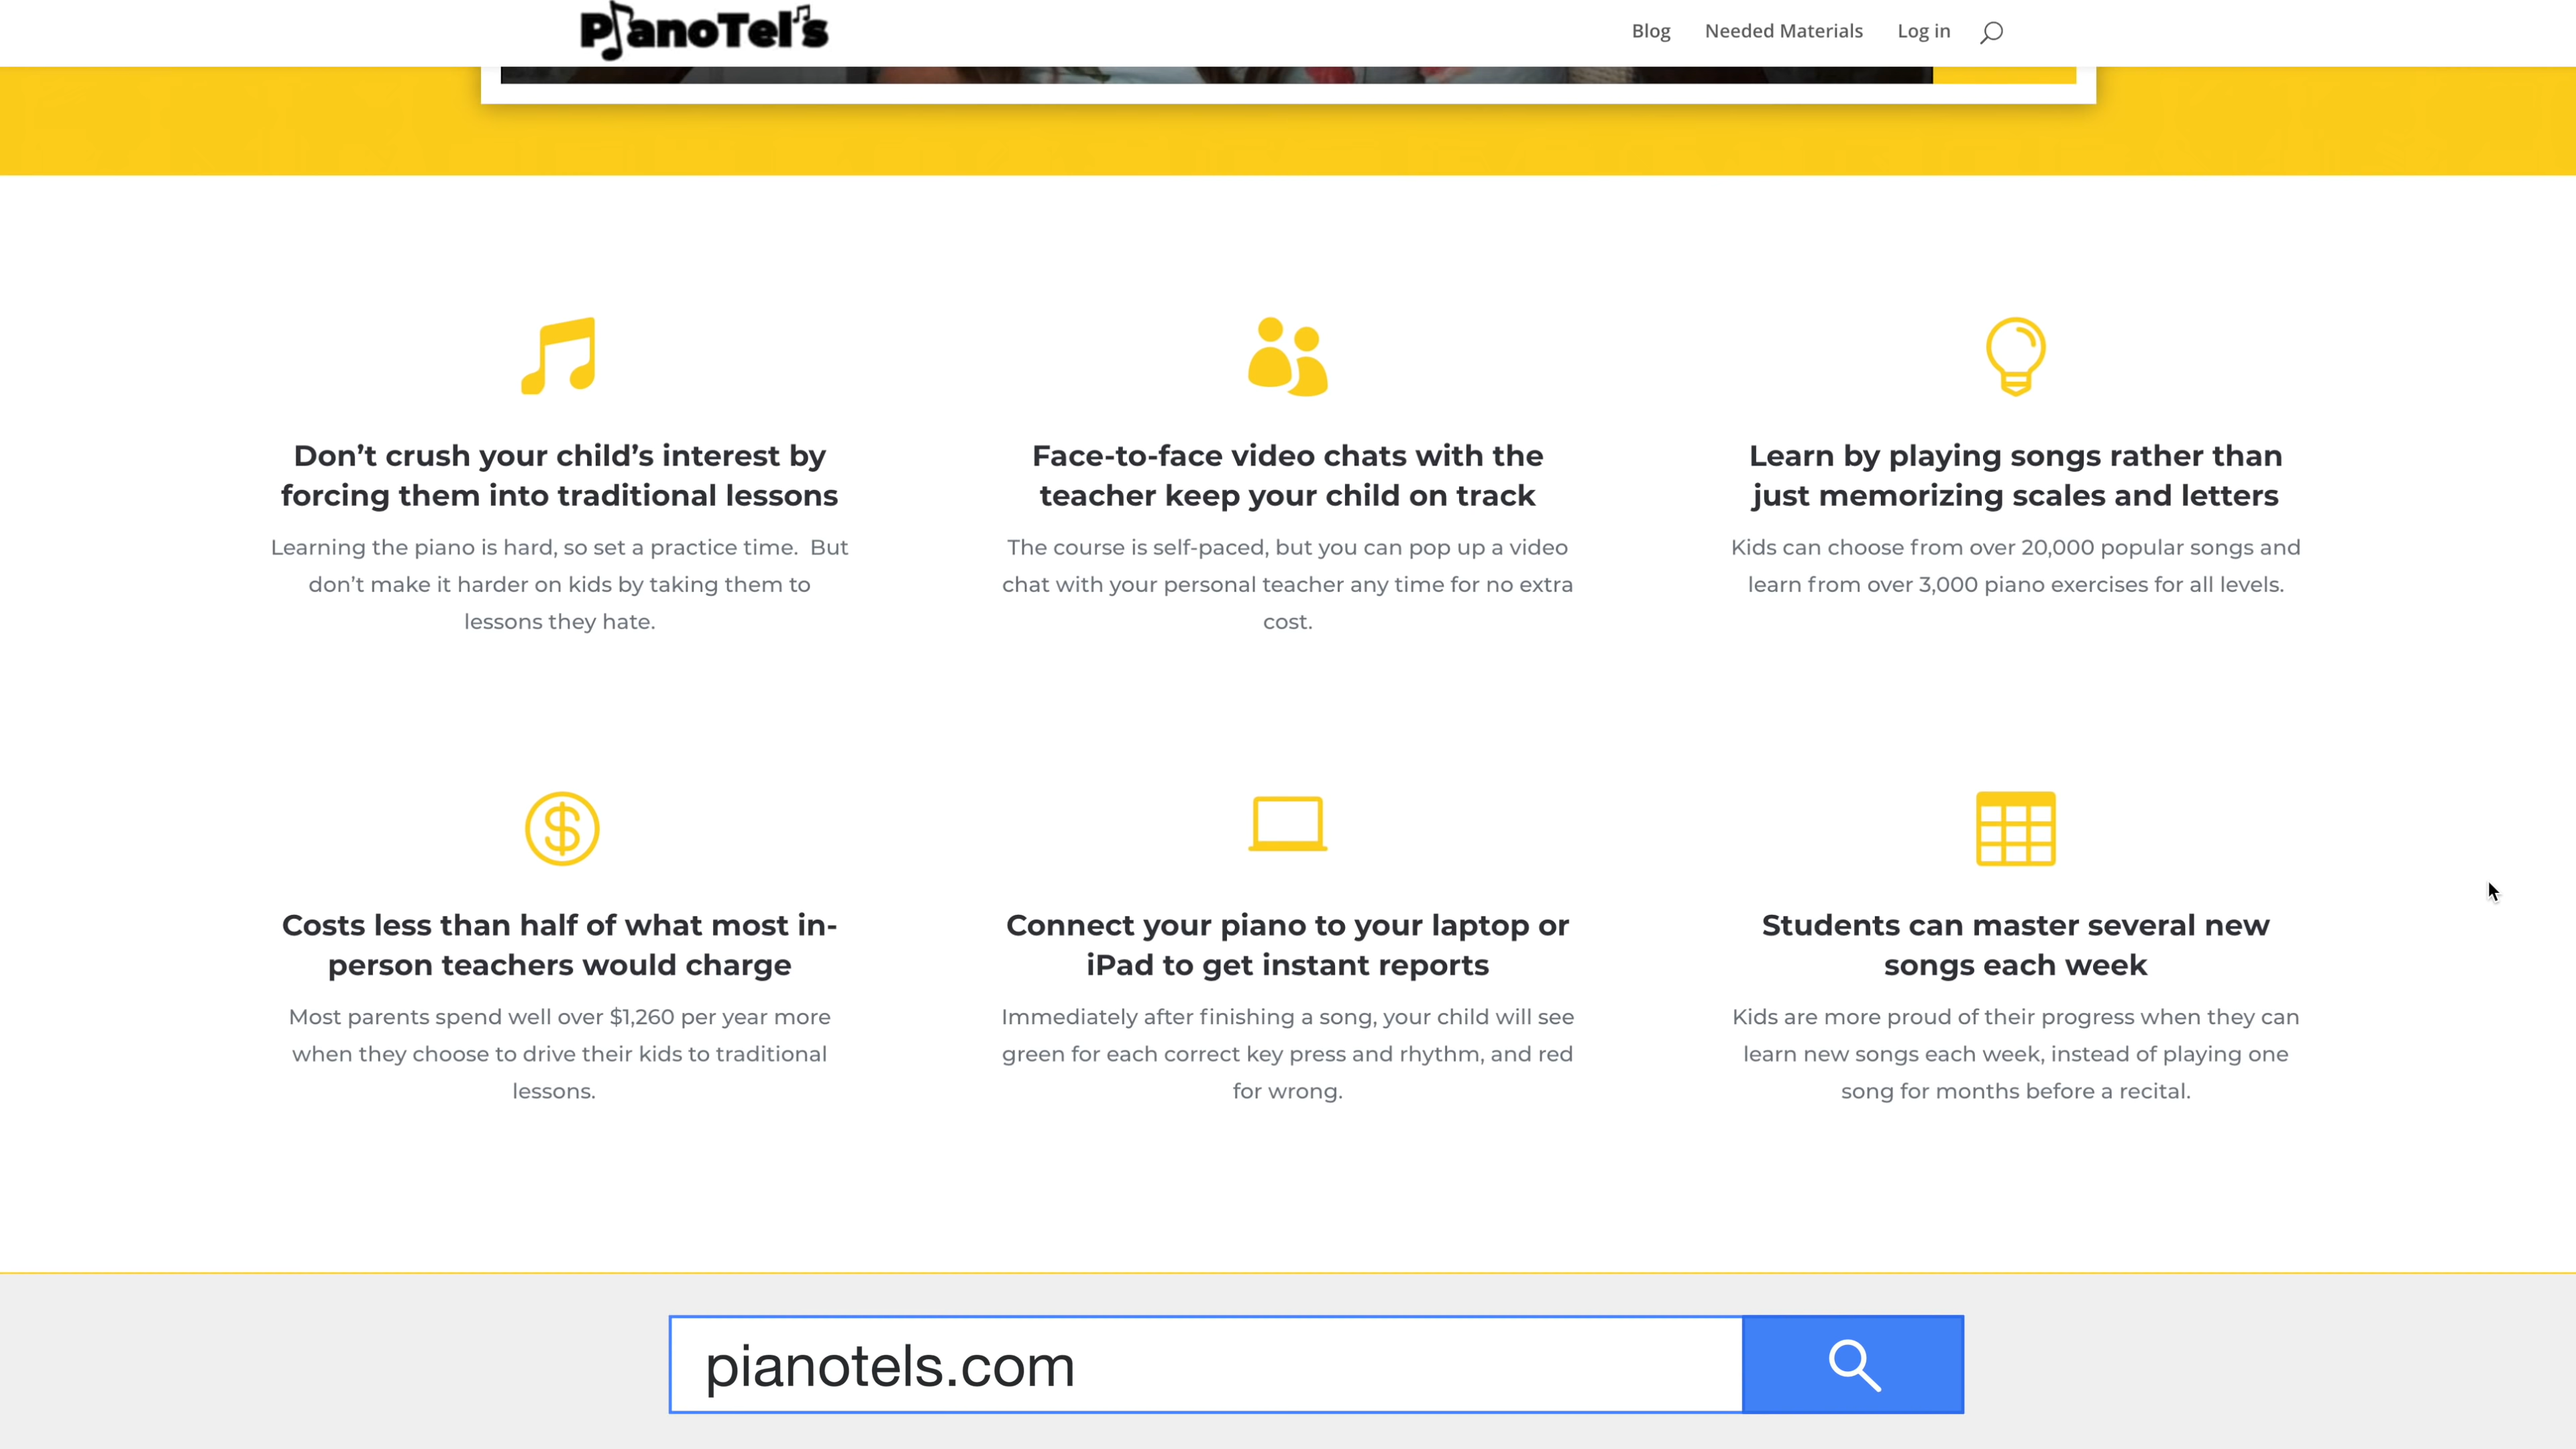 PianoTel's
Blog Needed Materials Log in
Don’t crush your child’s interest by
forcing them into traditional lessons
Learning the piano is hard, so set a practice time.  But
don’t make it harder on kids by taking them to
lessons they hate.
Face-to-face video chats with the
teacher keep your child on track
The course is self-paced, but you can pop up a video
chat with your personal teacher any time for no extra
cost.
Learn by playing songs rather than
just memorizing scales and letters
Kids can choose from over 20,000 popular songs and
learn from over 3,000 piano exercises for all levels.
Costs less than half of what most in-
person teachers would charge
Most parents spend well over $1,260 per year more
when they choose to drive their kids to traditional
lessons.
Connect your piano to your laptop or
iPad to get instant reports
Immediately after finishing a song, your child will see
green for each correct key press and rhythm, and red
for wrong.
Students can master several new
songs each week
Kids are more proud of their progress when they can
learn new songs each week, instead of playing one
song for months before a recital.
pianotels.com